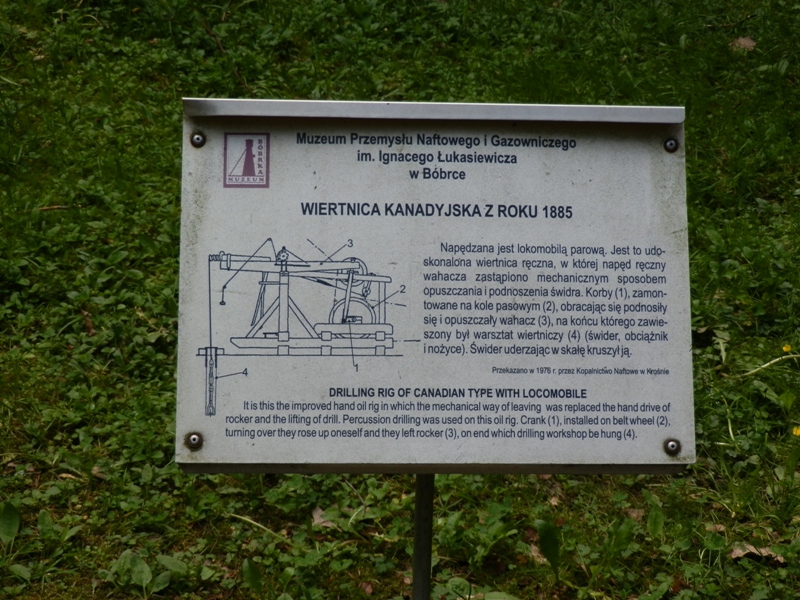 BÓBRKA
MUZEUM
Muzeum Przemysłu Naftowego i Gazowniczego
im. Ignacego Łukasiewicza
w Bóbrce
WIERTNICA KANADYJSKA Z ROKU 1885
Napędzana jest lokomobilą parową. Jest to udo-
skonalona wiertnica ręczna, w której napęd ręczny
wahacza zastąpiono mechanicznym sposobem
opuszczania i podnoszenia świdra. Korby (1), zamon-
towane na kole pasowym (2), obracając się podnosiły
się i opuszczały wahacz (3), na końcu którego zawie-
szony był warsztat wiertniczy (4) (świder, obciążnik
i nożyce). Świder uderzając w skałę kruszył ją.
3
2
1
4
Przekazano w 1976 r. przez Kopalnictwo Naftowe w Krośnie
DRILLING RIG OF CANADIAN TYPE WITH LOCOMOBILE
It is this the improved hand oil rig in which the mechanical way of leaving was replaced the hand drive of
rocker and the lifting of drill. Percussion drilling was used on this oil rig. Crank (1), installed on belt wheel (2),
turning over they rose up oneself and they left rocker (3), on end which drilling workshop be hung (4).